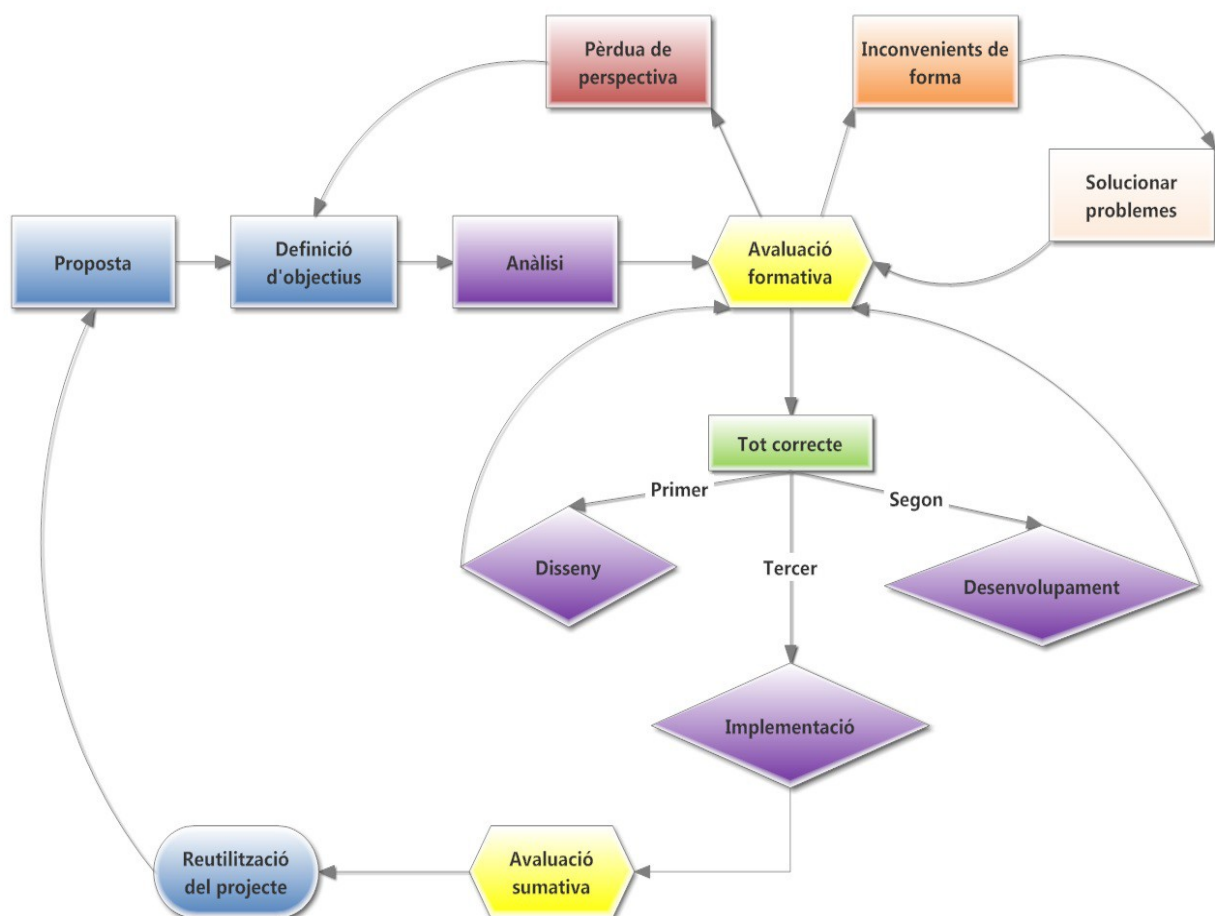 Pèrdua de
perspectiva
Inconvenients de
forma
Solucionar
problemes
Proposta
Definició
d'objectius
Anàlisi
Avaluació
formativa
Tot correcte
Primer
Segon
Tercer
Disseny
Desenvolupament
Implementació
Reutilització
del projecte
Avaluació
sumativa